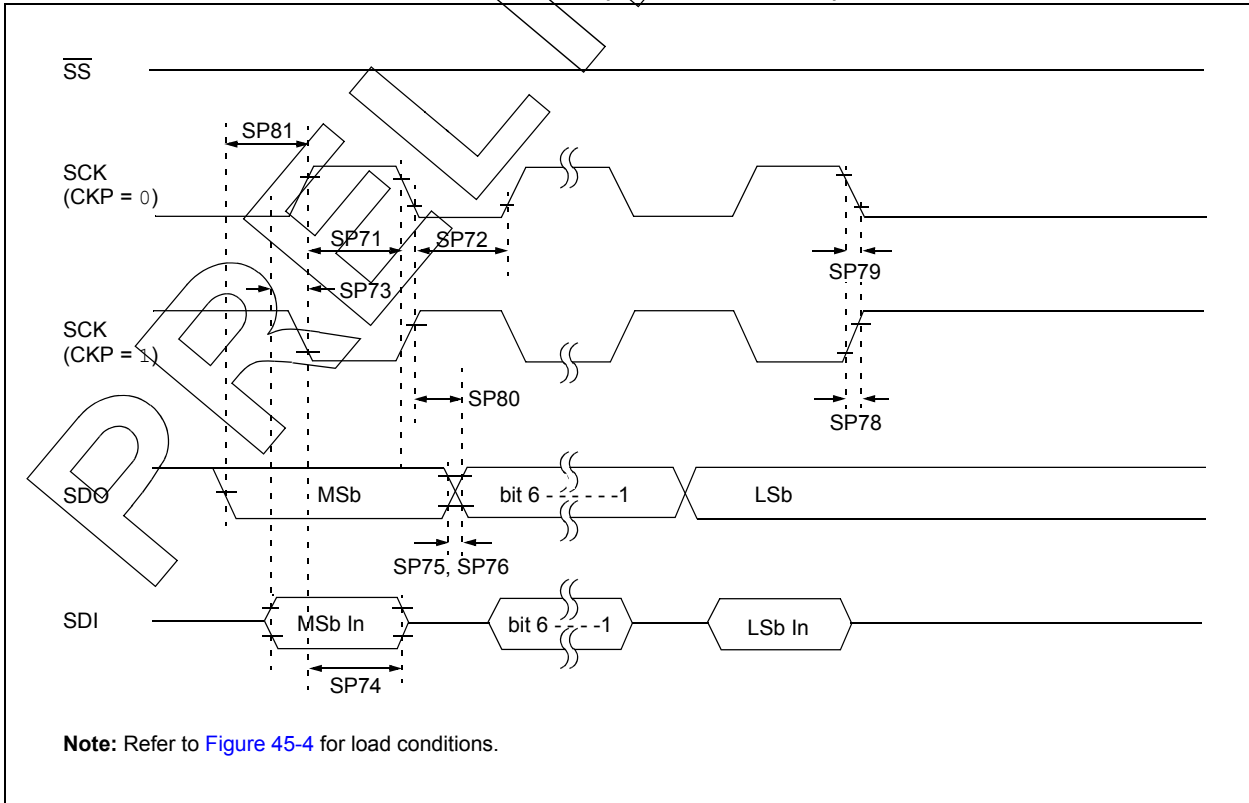 SS
SP81
SCK
(CKP = 0)
SP71
SP72
SP79
SP73
SCK
(CKP = 1)
SP80
SP78
SDO
MSb
bit 6 - - - - - -1
LSb
SP75, SP76
SDI
MSb In
bit 6 - - - - -1
LSb In
SP74
Note: Refer to Figure 45-4 for load conditions.